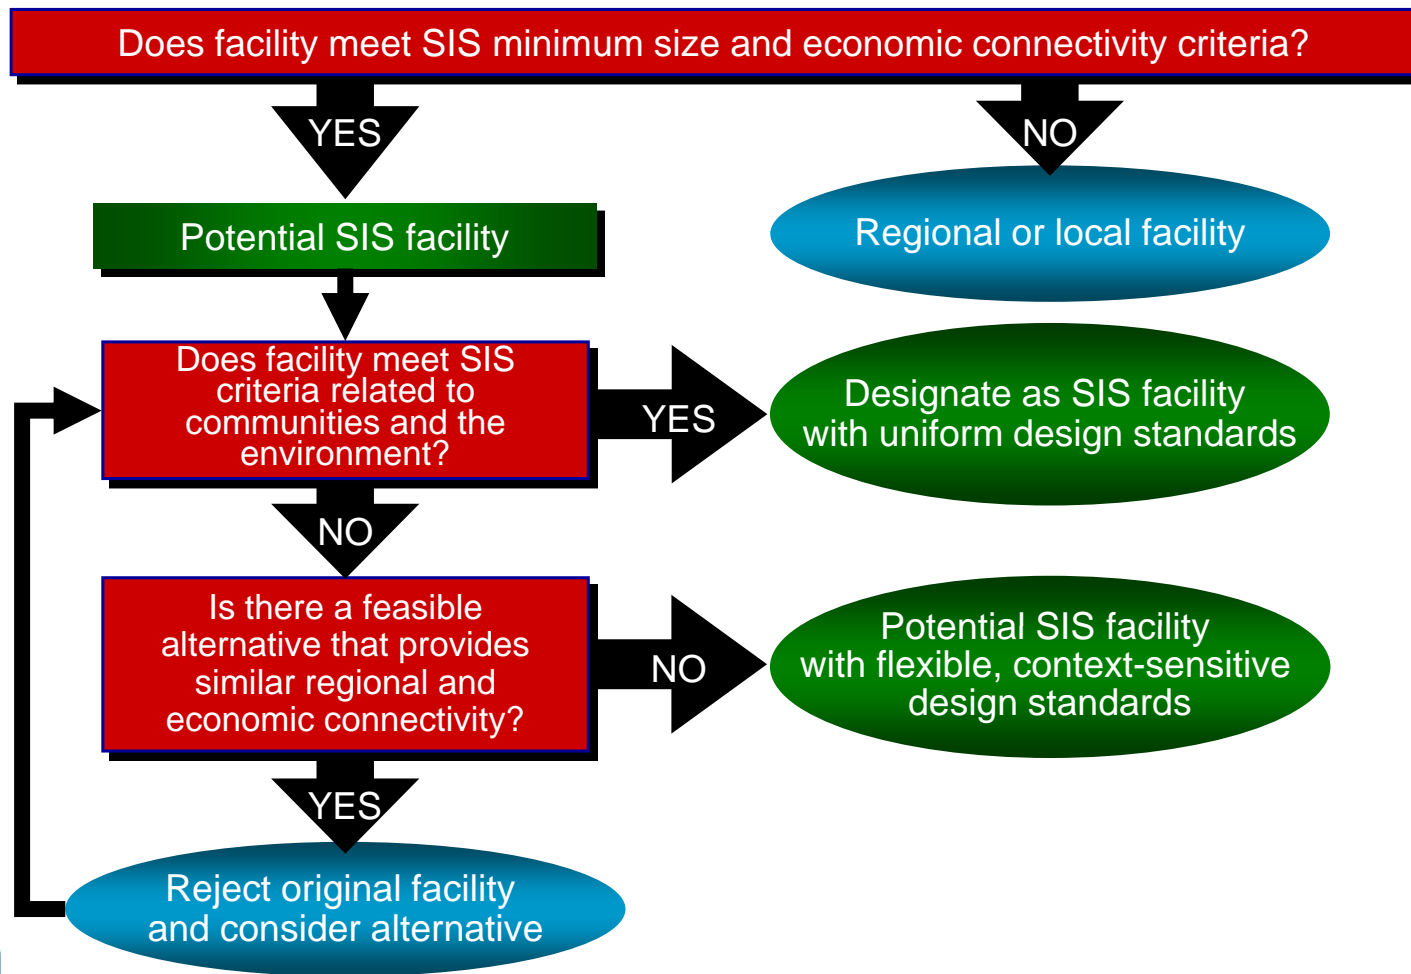 Does facility meet SIS minimum size and economic connectivity criteria?
YES
NO
Potential SIS facility
Regional or local facility
Does facility meet SIS
criteria related to
communities and the
environment?
YES
Designate as SIS facility
with uniform design standards
NO
Is there a feasible
alternative that provides
similar regional and
economic connectivity?
NO
Potential SIS facility
with flexible, context-sensitive
design standards
YES
Reject original facility
and consider alternative